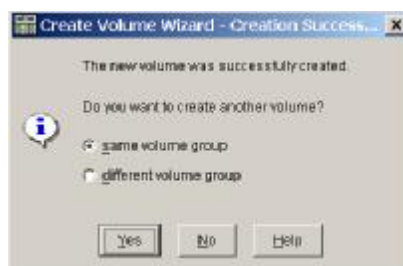 Create Volume Wizard - Creation Success...
The new volume was successfully created.
Do you want to create another volume?
same volume group
different volume group
Yes No Help